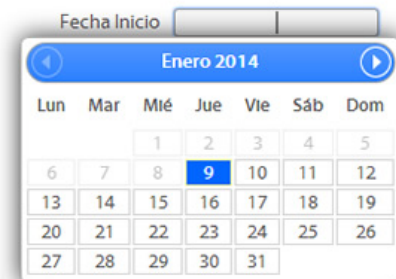 Fecha Inicio
Enero 2014
Lun Mar Mié Jue Vie Sáb Dom
1 2 3 4 5
6 7 8 9 10 11 12
13 14 15 16 17 18 19
20 21 22 23 24 25 26
27 28 29 30 31